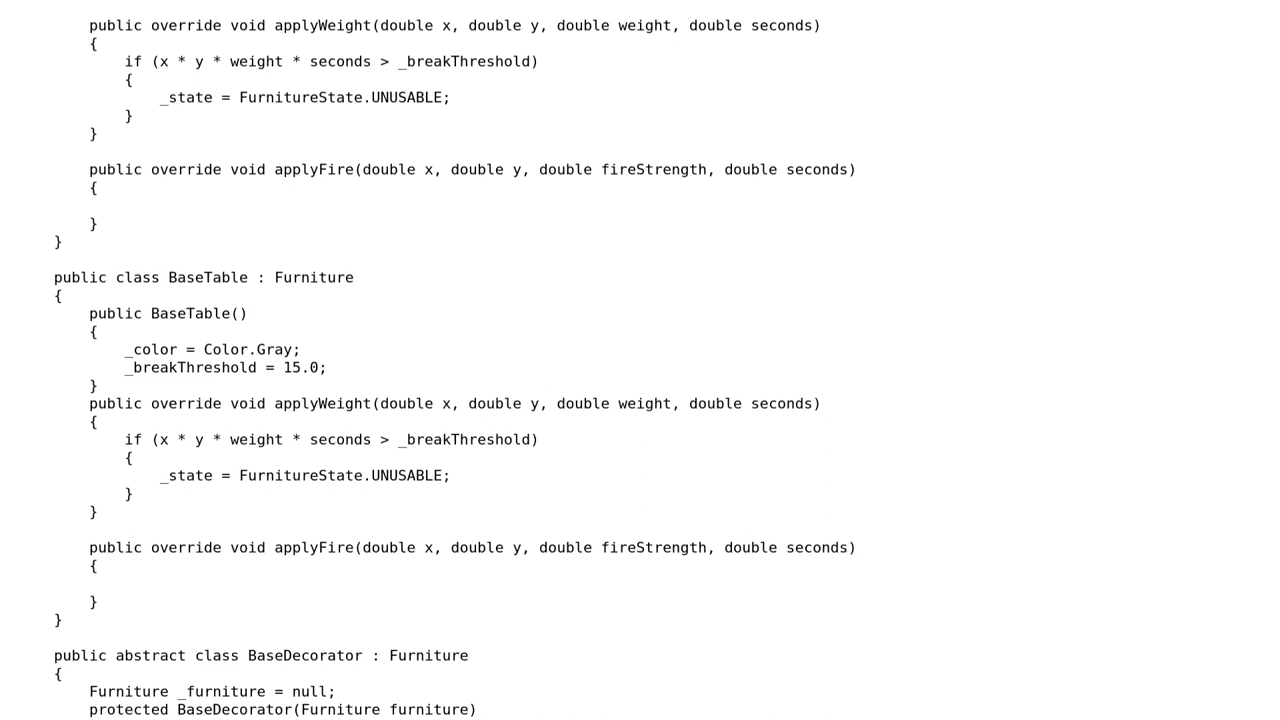 public override void applyWeight(double x, double y, double weight, double seconds)
{
if (x * y * weight * seconds > _breakThreshold)
{
_state = FurnitureState.UNUSABLE;
}
}
public override void applyFire(double x, double y, double fireStrength, double seconds)
{
}
}
public class BaseTable : Furniture
{
public BaseTable()
{
_color = Color.Gray;
_breakThreshold = 15.0;
}
public override void applyWeight(double x, double y, double weight, double seconds)
{
if (x * y * weight * seconds > _breakThreshold)
{
_state = FurnitureState.UNUSABLE;
}
}
public override void applyFire(double x, double y, double fireStrength, double seconds)
{
}
}
public abstract class BaseDecorator : Furniture
{
Furniture _furniture = null;
protected BaseDecorator(Furniture furniture)